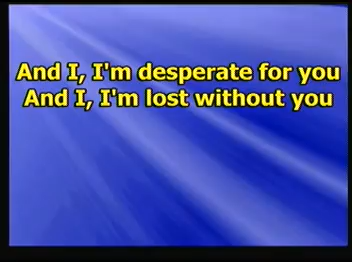 And I, I'm desperate for you
And I, I'm lost without you